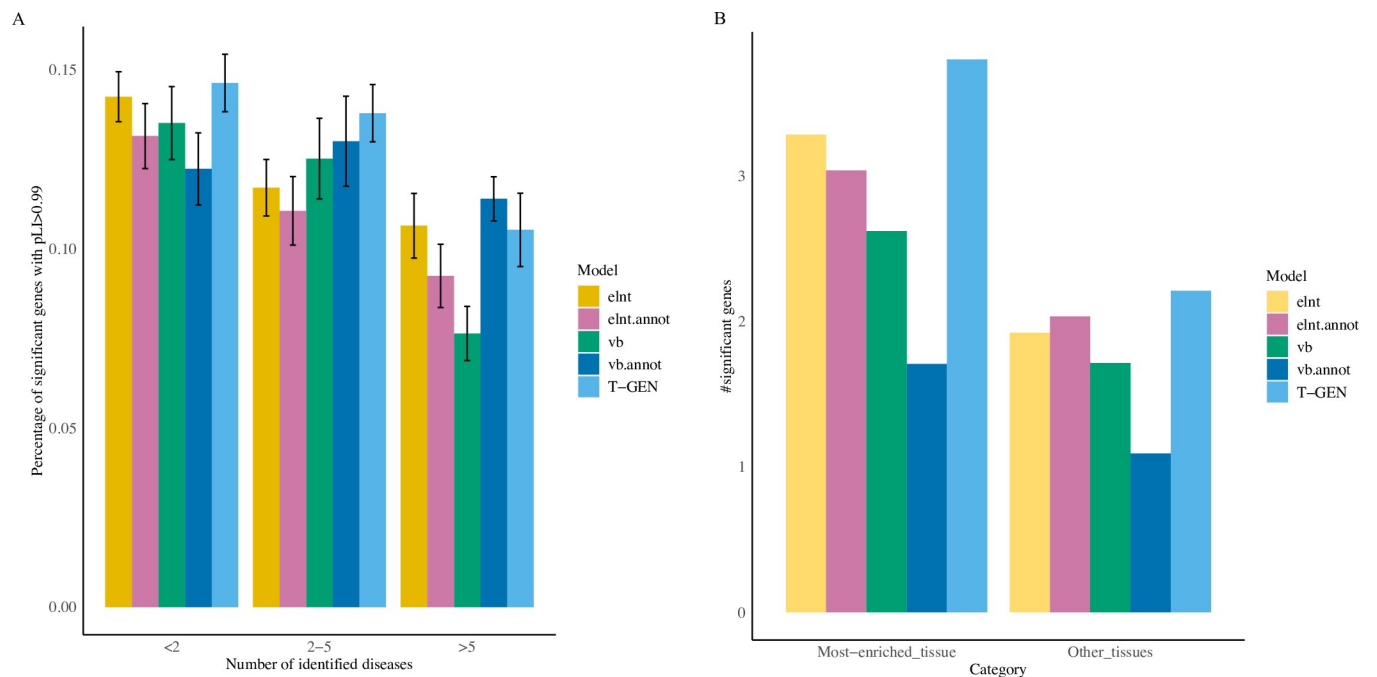 A
Percentage of significant genes with pLI>0.99
0.15
0.10
0.05
0.00
<2
2−5
>5
Number of identified diseases
Model
elnt
elnt.annot
vb
vb.annot
T−GEN
B
#significant genes
3
2
1
0
Most−enriched_tissue
Other_tissues
Category
Model
elnt
elnt.annot
vb
vb.annot
T−GEN